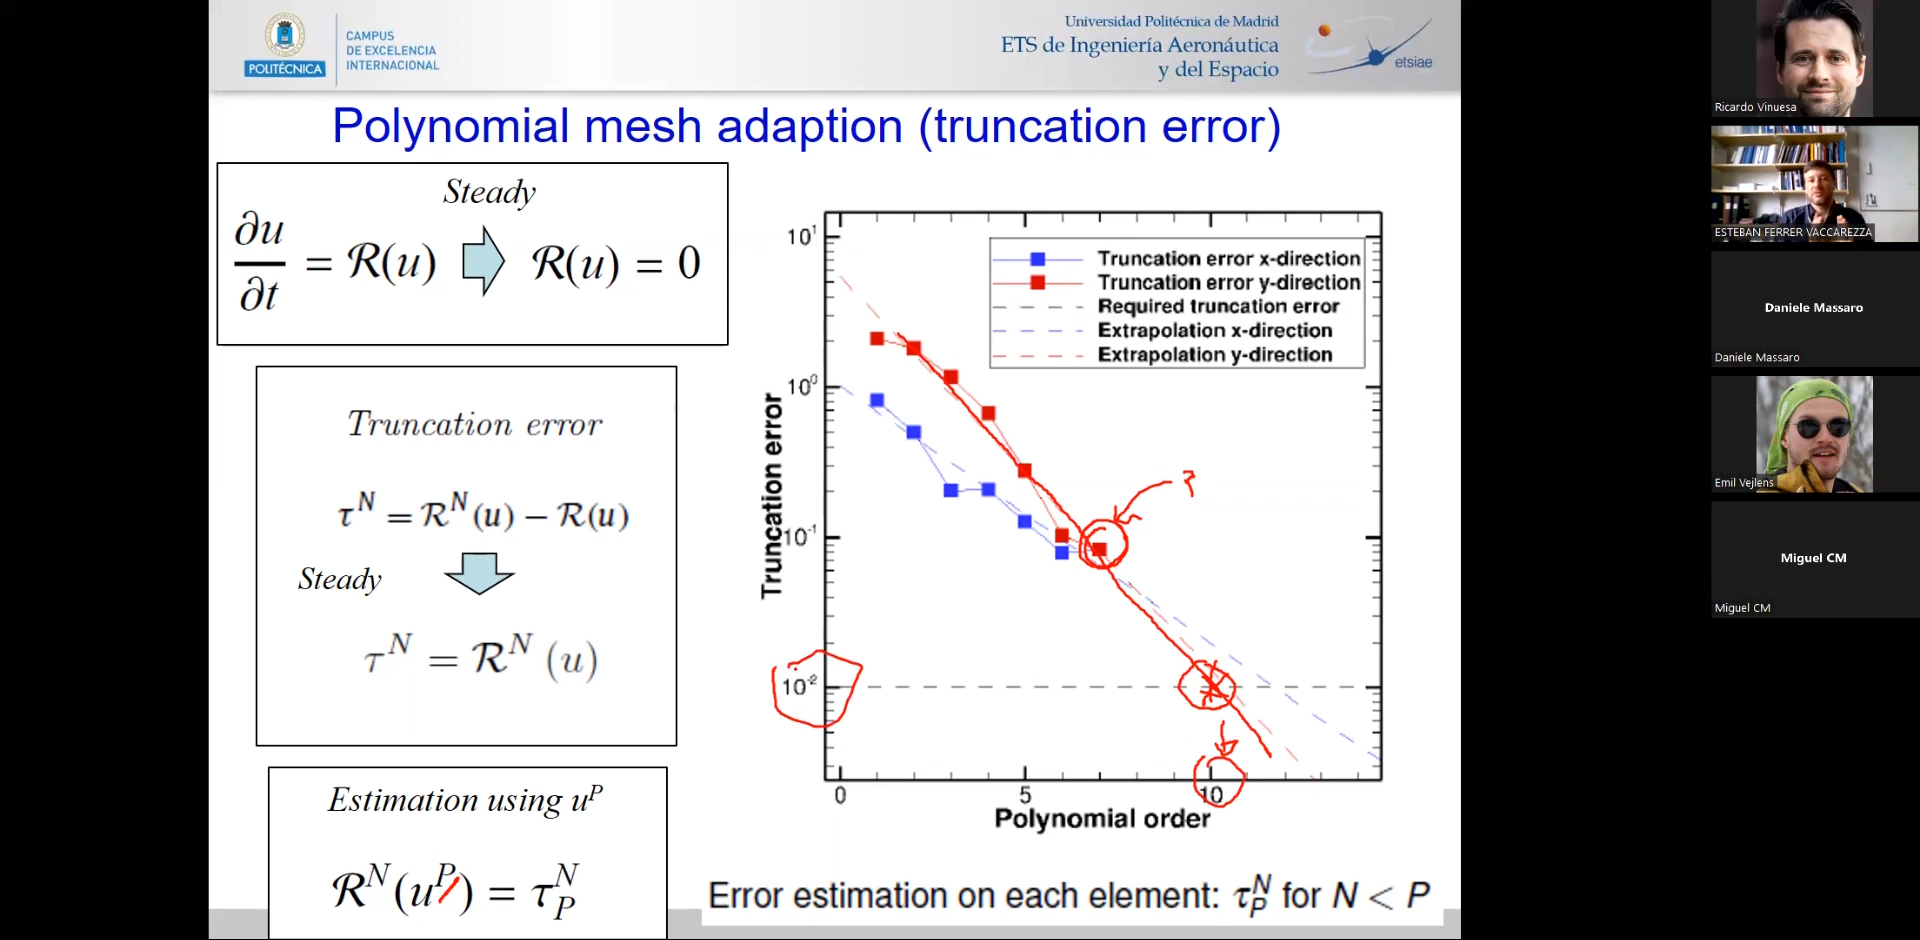 POLITÉCNICA
CAMPUS
DE EXCELENCIA
INTERNACIONAL
Universidad Politécnica de Madrid
ETS de Ingeniería Aeronáutica
y del Espacio
etsiae
Polynomial mesh adaption (truncation error)
Steady
∂u/∂t = ℛ(u) ℛ(u) = 0
Truncation error
τ^N = ℛ^N(u) − ℛ(u)
Steady
τ^N = ℛ^N (u)
Estimation using u^P
ℛ^N(u^P) = τ_P^N
Truncation error x-direction
Truncation error y-direction
Required truncation error
Extrapolation x-direction
Extrapolation y-direction
10^1
10^0
10^-1
10^-2
Truncation error
?
0 5 10
Polynomial order
Error estimation on each element: τ_P^N for N < P
Ricardo Vinuesa
ESTEBAN FERRER VACCAREZZA
Daniele Massaro
Daniele Massaro
Emil Vejlens
Miguel CM
Miguel CM